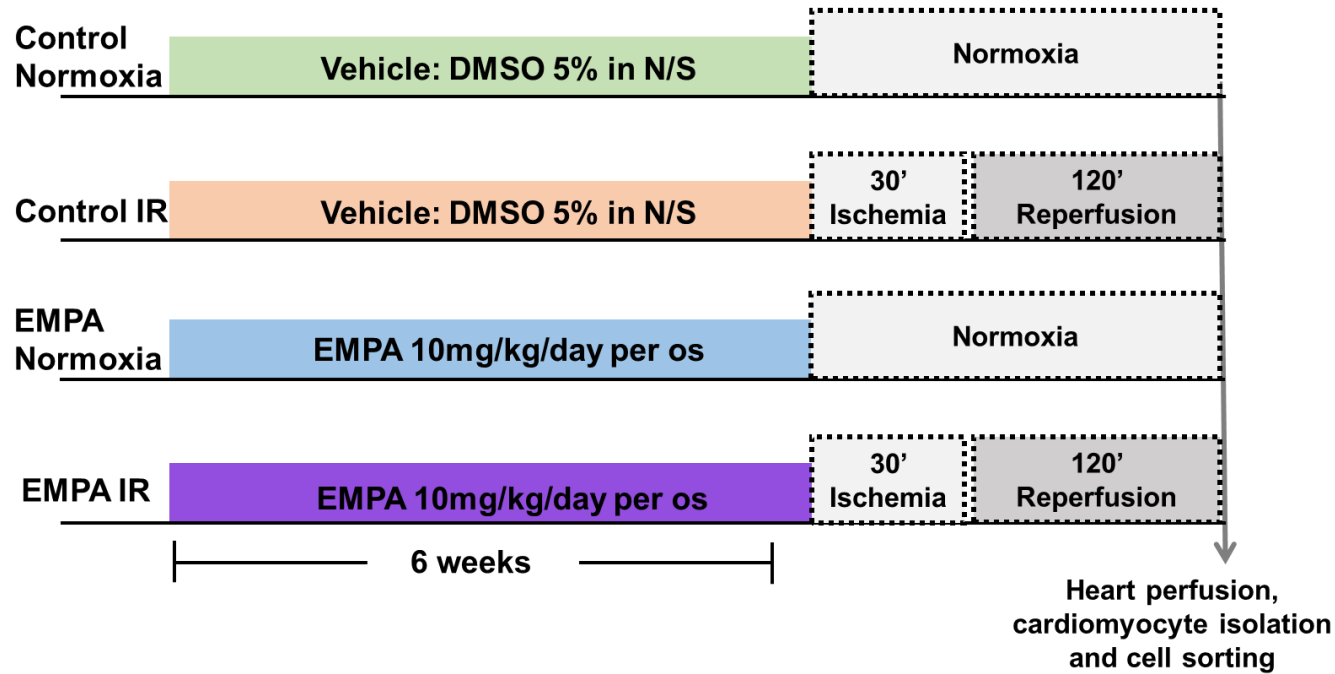 Control
Normoxia
Vehicle: DMSO 5% in N/S
Normoxia
Control IR
Vehicle: DMSO 5% in N/S
30’
Ischemia
120’
Reperfusion
EMPA
Normoxia
EMPA 10mg/kg/day per os
Normoxia
EMPA IR
EMPA 10mg/kg/day per os
30’
Ischemia
120’
Reperfusion
6 weeks
Heart perfusion,
cardiomyocyte isolation
and cell sorting